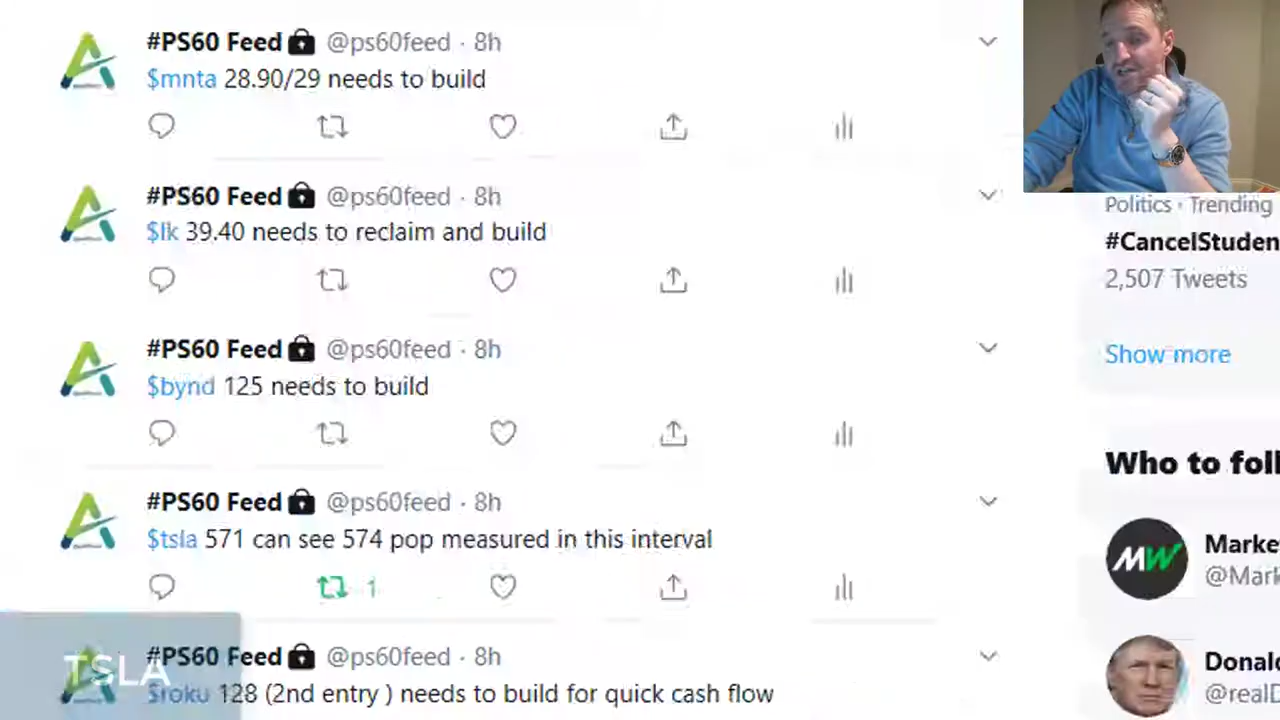 #PS60 Feed @ps60feed · 8h
$mnta 28.90/29 needs to build
#PS60 Feed @ps60feed · 8h
$lk 39.40 needs to reclaim and build
#PS60 Feed @ps60feed · 8h
$bynd 125 needs to build
#PS60 Feed @ps60feed · 8h
$tsla 571 can see 574 pop measured in this interval
1
#PS60 Feed @ps60feed · 8h
$roku 128 (2nd entry ) needs to build for quick cash flow
TSLA
Politics · Trending
#CancelStuden
2,507 Tweets
Show more
Who to foll
MW
Marke
@Mark
Donal
@realD